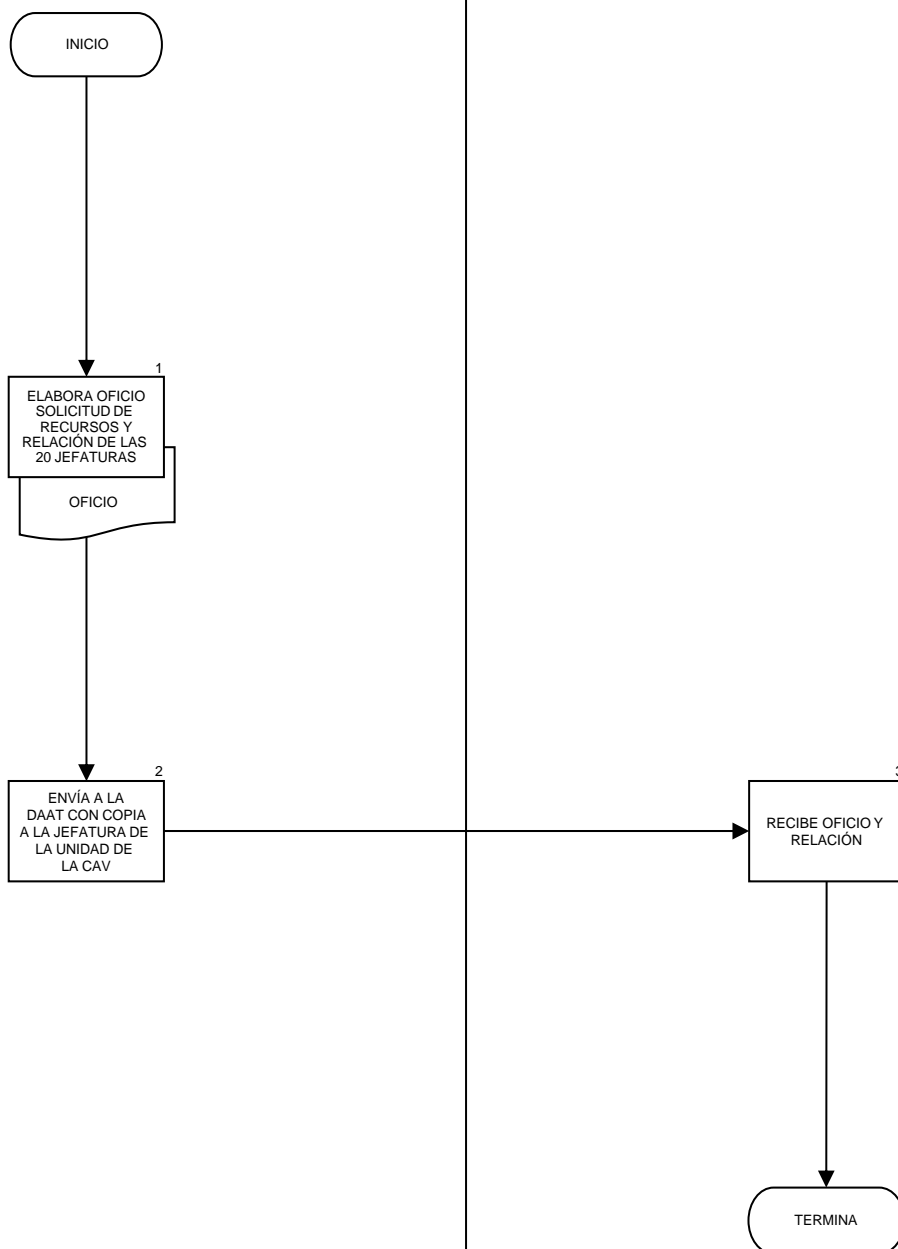 INICIO
1
ELABORA OFICIO
SOLICITUD DE
RECURSOS Y
RELACIÓN DE LAS
20 JEFATURAS
OFICIO
2
ENVÍA A LA
DAAT CON COPIA
A LA JEFATURA DE
LA UNIDAD DE
LA CAV
3
RECIBE OFICIO Y
RELACIÓN
TERMINA